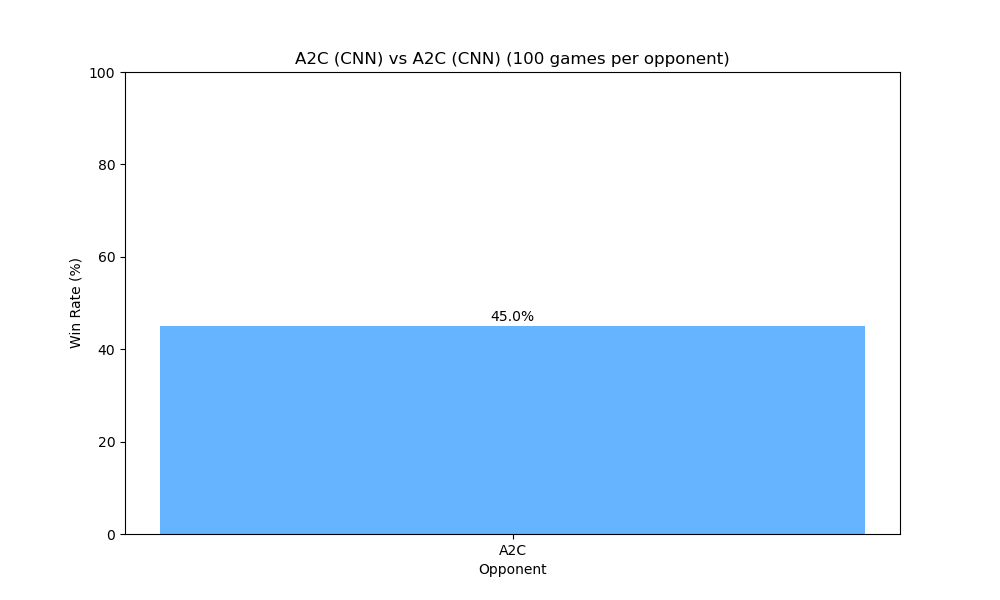 A2C (CNN) vs A2C (CNN) (100 games per opponent)
100
80
60
40
20
0
Win Rate (%)
45.0%
A2C
Opponent